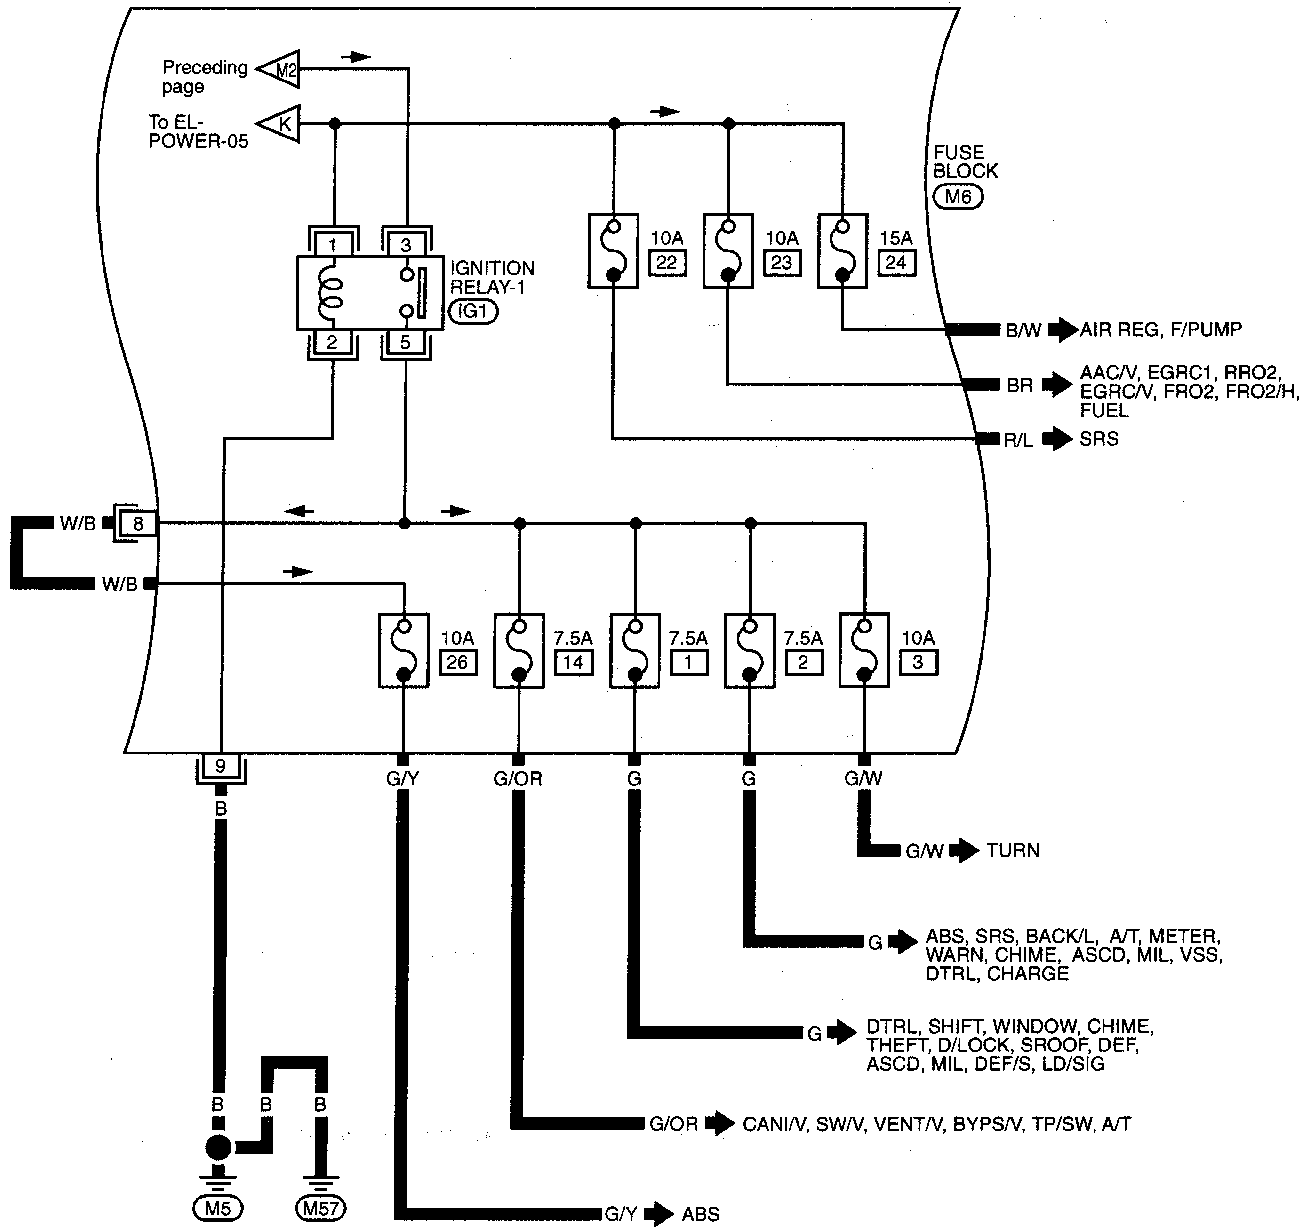 Preceding
page
M2
To EL-
POWER-05
K
FUSE
BLOCK
M6
1
3
10A
22
10A
23
15A
24
IGNITION
RELAY-1
IG1
2
5
B/W
AIR REG, F/PUMP
BR
AAC/V, EGRC1, RRO2,
EGRC/V, FRO2, FRO2/H,
FUEL
R/L
SRS
W/B
8
W/B
10A
26
7.5A
14
7.5A
1
7.5A
2
10A
3
9
B
G/Y
G/OR
G
G
G/W
G/W
TURN
G
ABS, SRS, BACK/L, A/T, METER,
WARN, CHIME, ASCD, MIL, VSS,
DTRL, CHARGE
G
DTRL, SHIFT, WINDOW, CHIME,
THEFT, D/LOCK, SROOF, DEF,
ASCD, MIL, DEF/S, LD/SIG
B
B
B
G/OR
CANI/V, SW/V, VENT/V, BYPS/V, TP/SW, A/T
M5
M57
G/Y
ABS